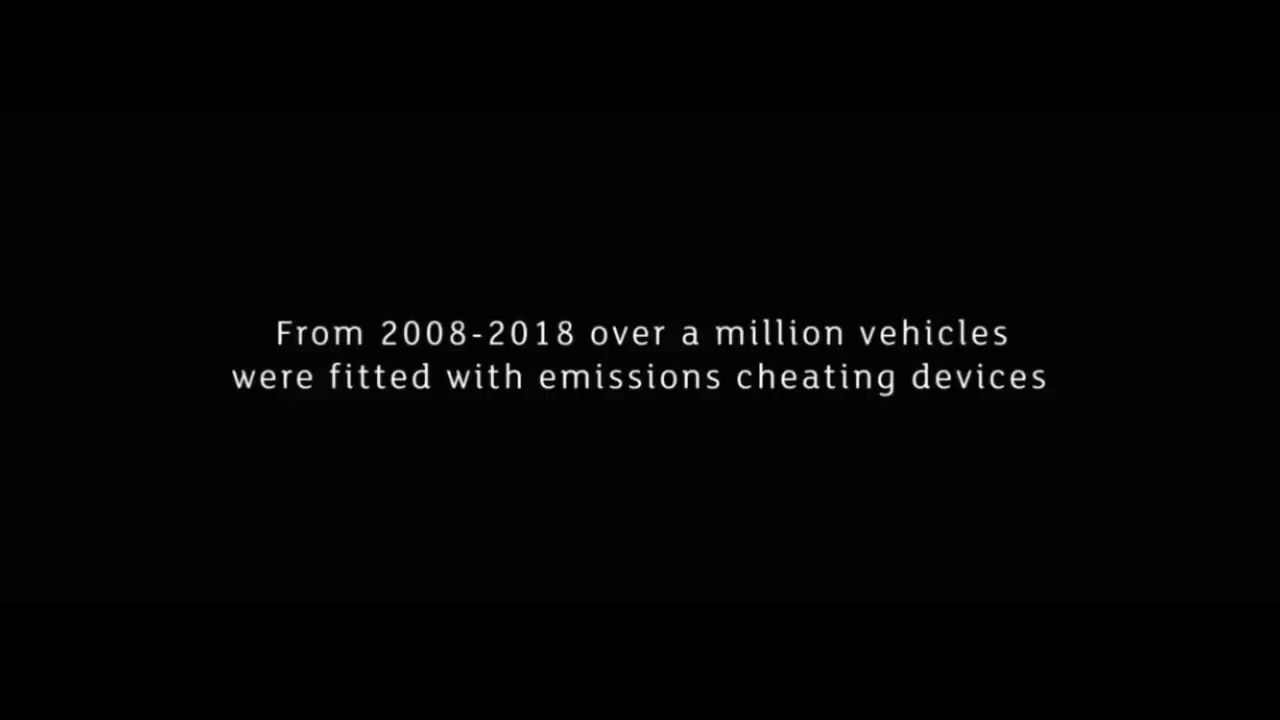 From 2008-2018 over a million vehicles
were fitted with emissions cheating devices